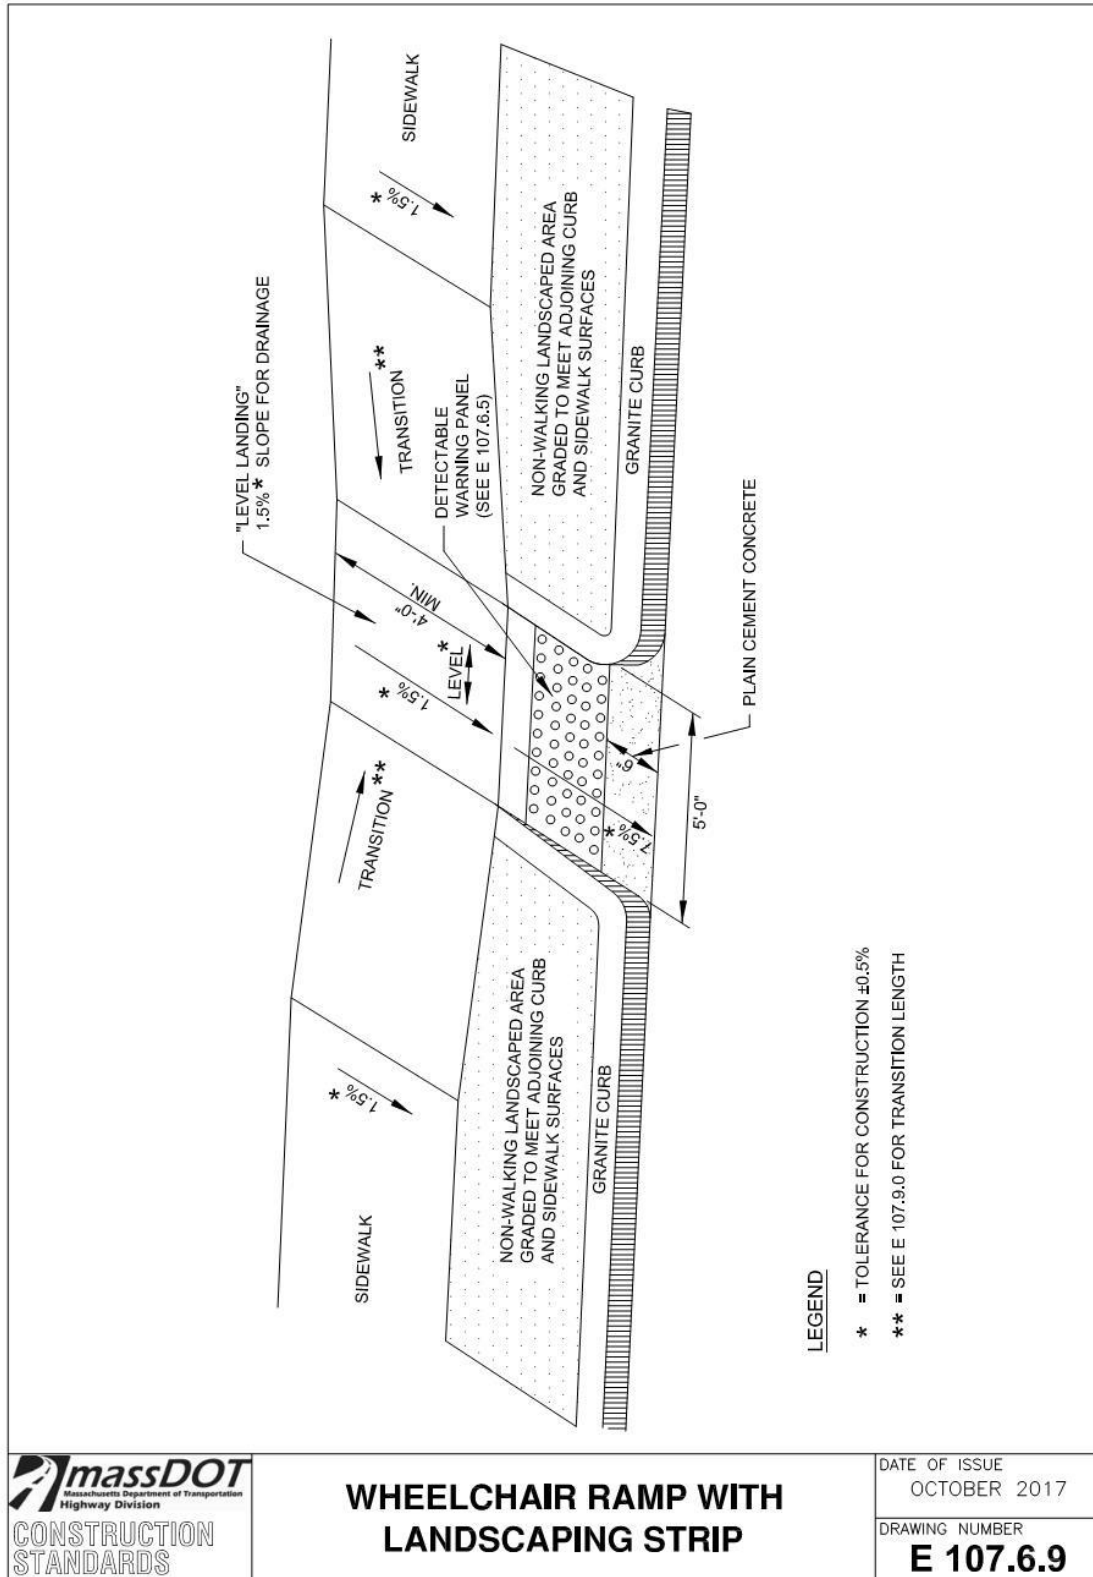 SIDEWALK
1.5% *
"LEVEL LANDING"
1.5% * SLOPE FOR DRAINAGE
TRANSITION
**
DETECTABLE
WARNING PANEL
(SEE E 107.6.5)
NON-WALKING LANDSCAPED AREA
GRADED TO MEET ADJOINING CURB
AND SIDEWALK SURFACES
GRANITE CURB
4'-0"
MIN.
*
LEVEL
1.5% *
PLAIN CEMENT CONCRETE
6"
7.5% *
5'-0"
TRANSITION
**
1.5% *
SIDEWALK
NON-WALKING LANDSCAPED AREA
GRADED TO MEET ADJOINING CURB
AND SIDEWALK SURFACES
GRANITE CURB
LEGEND
* = TOLERANCE FOR CONSTRUCTION ±0.5%
** = SEE E 107.9.0 FOR TRANSITION LENGTH
massDOT
Massachusetts Department of Transportation
Highway Division
CONSTRUCTION
STANDARDS
WHEELCHAIR RAMP WITH
LANDSCAPING STRIP
DATE OF ISSUE
OCTOBER 2017
DRAWING NUMBER
E 107.6.9